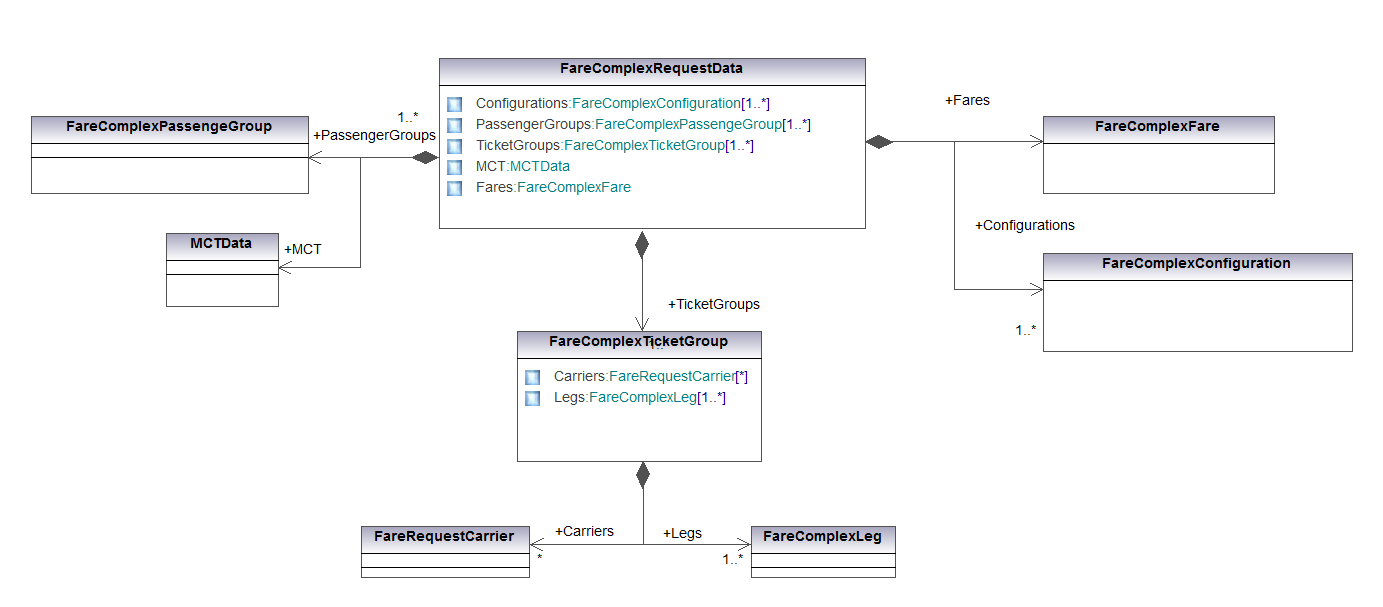 FareComplexRequestData
Configurations:FareComplexConfiguration[1..*]
PassengerGroups:FareComplexPassengeGroup[1..*]
TicketGroups:FareComplexTicketGroup[1..*]
MCT:MCTData
Fares:FareComplexFare
1..*
+PassengerGroups
FareComplexPassengeGroup
+Fares
FareComplexFare
MCTData
+MCT
+Configurations
FareComplexConfiguration
1..*
+TicketGroups
FareComplexTicketGroup
Carriers:FareRequestCarrier[*]
Legs:FareComplexLeg[1..*]
FareRequestCarrier
+Carriers
*
+Legs
1..*
FareComplexLeg